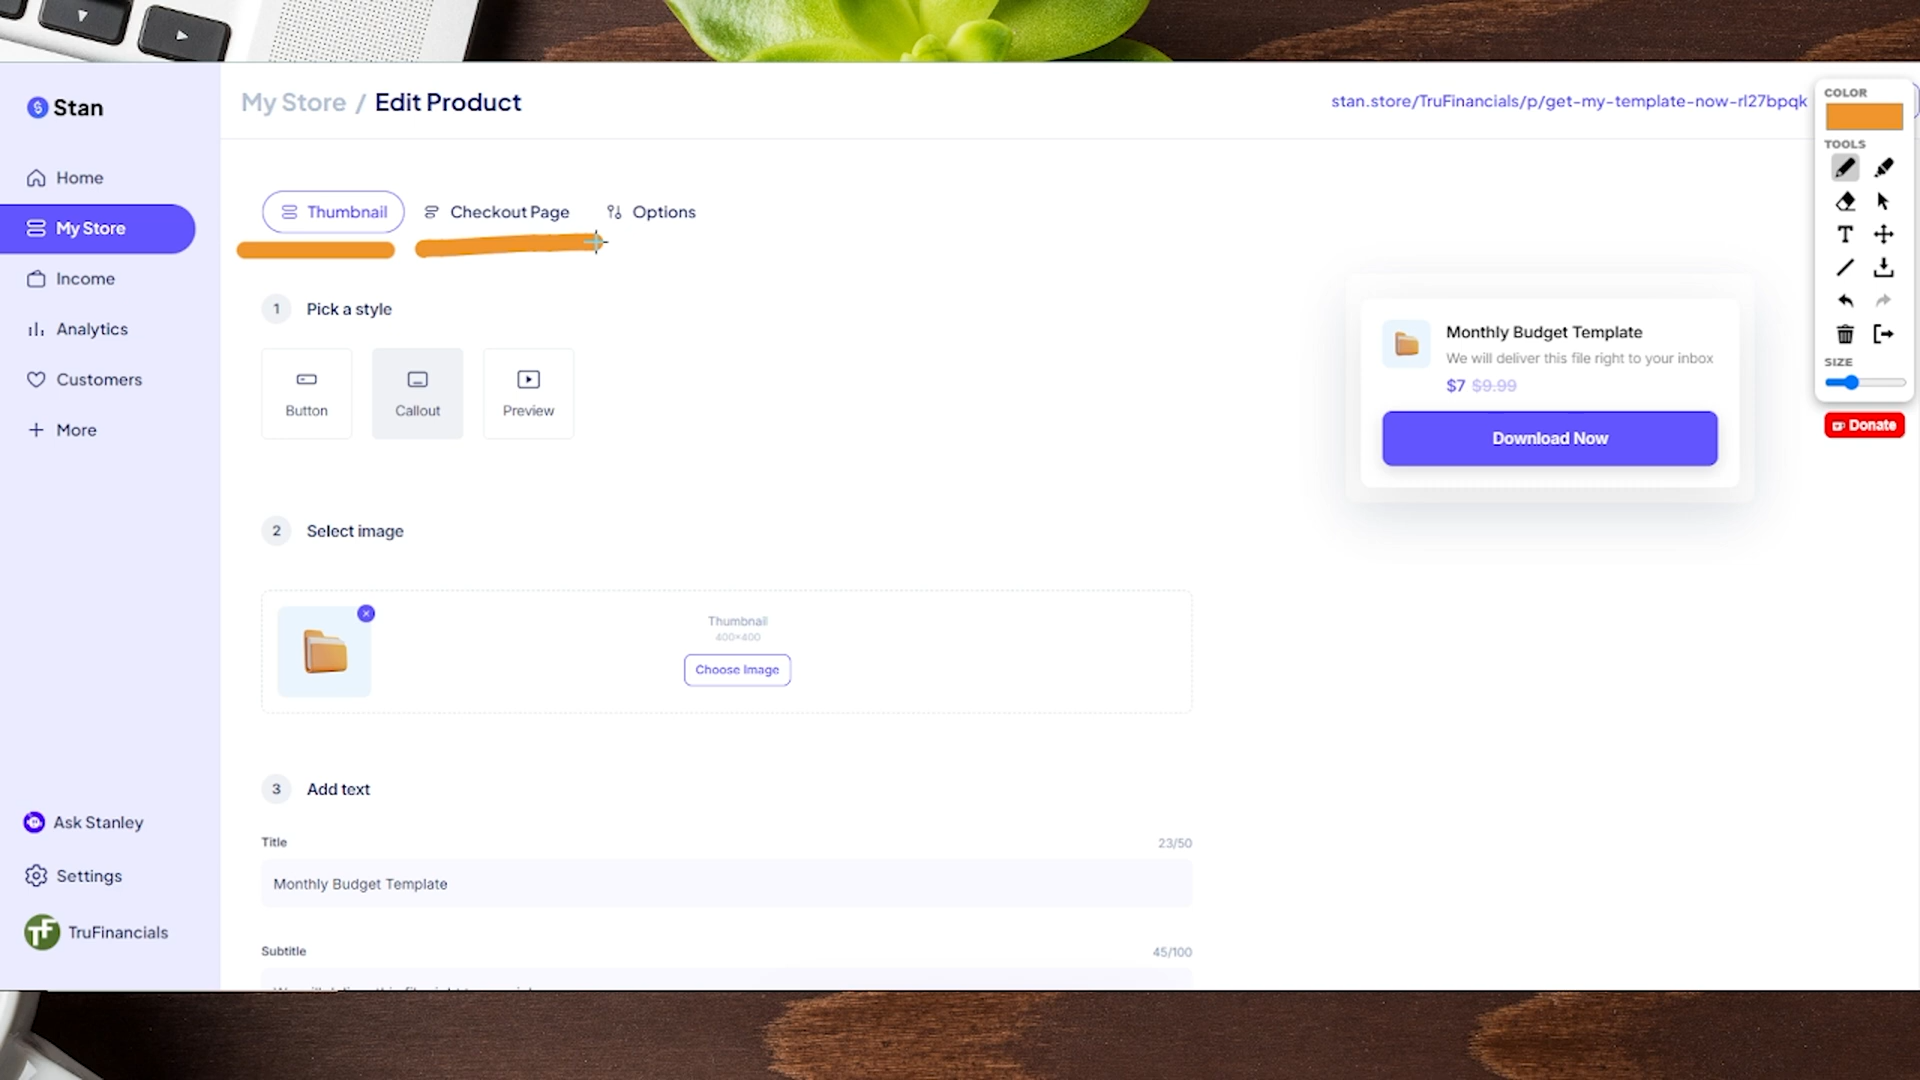 Stan
My Store / Edit Product
stan.store/TruFinancials/p/get-my-template-now-rl27bpqk
COLOR
TOOLS
SIZE
Donate
Home
My Store
Income
Analytics
Customers
More
Ask Stanley
Settings
TruFinancials
Thumbnail
Checkout Page
Options
1 Pick a style
Button
Callout
Preview
Monthly Budget Template
We will deliver this file right to your inbox
$7 $9.99
Download Now
2 Select image
Thumbnail
400×400
Choose Image
3 Add text
Title 23/50
Monthly Budget Template
Subtitle 45/100